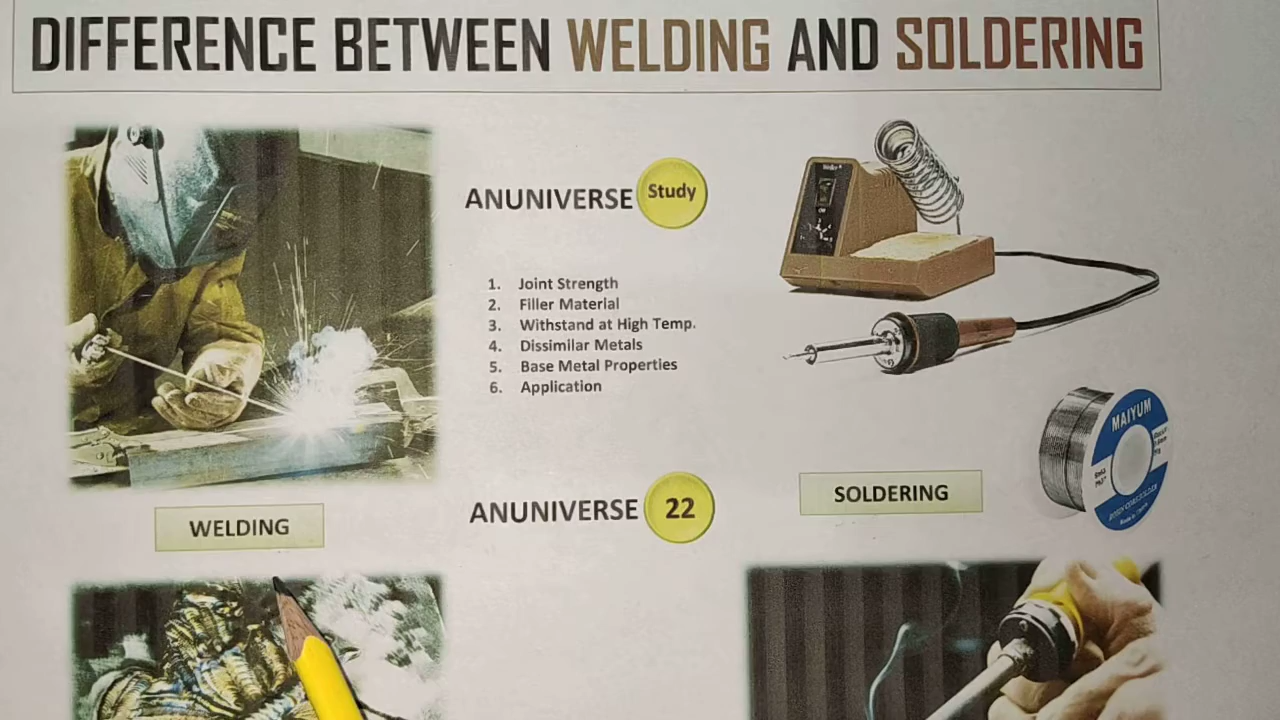 DIFFERENCE BETWEEN WELDING AND SOLDERING
ANUNIVERSE Study
1. Joint Strength
2. Filler Material
3. Withstand at High Temp.
4. Dissimilar Metals
5. Base Metal Properties
6. Application
MAIYUM
WELDING
ANUNIVERSE 22
SOLDERING